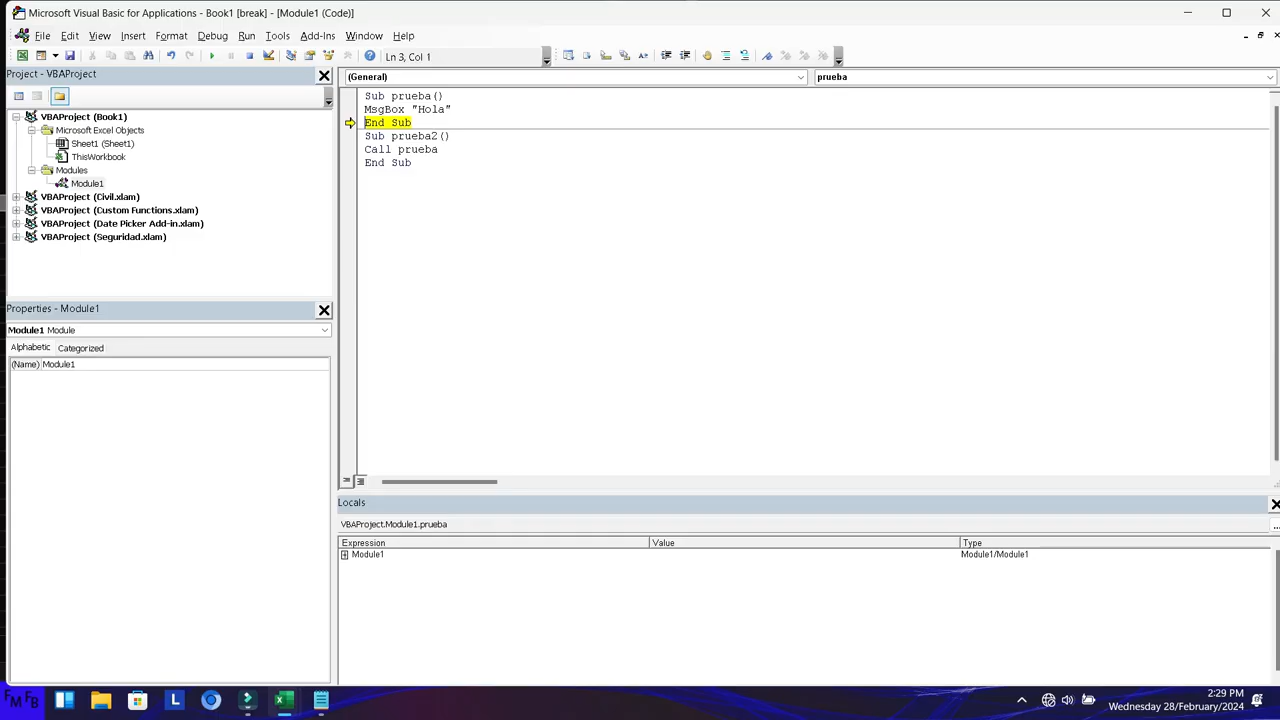 Microsoft Visual Basic for Applications - Book1 [break] - [Module1 (Code)]
File Edit View Insert Format Debug Run Tools Add-Ins Window Help
Ln 3, Col 1
Project - VBAProject
VBAProject (Book1)
Microsoft Excel Objects
Sheet1 (Sheet1)
ThisWorkbook
Modules
Module1
VBAProject (Civil.xlam)
VBAProject (Custom Functions.xlam)
VBAProject (Date Picker Add-in.xlam)
VBAProject (Seguridad.xlam)
Properties - Module1
Module1 Module
Alphabetic Categorized
(Name) Module1
(General) prueba
Sub prueba()
MsgBox "Hola"
End Sub
Sub prueba2()
Call prueba
End Sub
Locals
VBAProject.Module1.prueba
...
Expression Value Type
Module1 Module1/Module1
FM FB
L
2:29 PM
Wednesday 28/February/2024